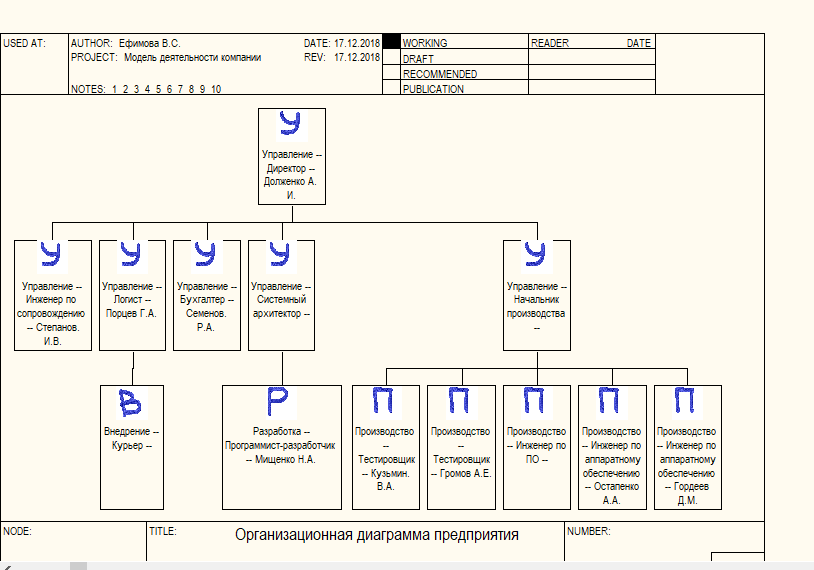 USED AT:
AUTHOR: Ефимова В.С.
DATE: 17.12.2018
PROJECT: Модель деятельности компании
REV: 17.12.2018
NOTES: 1 2 3 4 5 6 7 8 9 10
WORKING
DRAFT
RECOMMENDED
PUBLICATION
READER
DATE
У
Управление --
Директор --
Долженко А.
И.
У
Управление --
Инженер по
сопровождению
-- Степанов.
И.В.
У
Управление --
Логист --
Порцев Г.А.
У
Управление --
Бухгалтер --
Семенов.
Р.А.
У
Управление --
Системный
архитектор --
У
Управление --
Начальник
производства
--
В
Внедрение --
Курьер --
Р
Разработка --
Программист-разработчик
-- Мищенко Н.А.
П
Производство
--
Тестировщик
-- Кузьмин.
В.А.
П
Производство
--
Тестировщик
-- Громов А.Е.
П
Производство
-- Инженер по
ПО --
П
Производство
-- Инженер по
аппаратному
обеспечению
-- Остапенко
А.А.
П
Производство
-- Инженер по
аппаратному
обеспечению
-- Гордеев
Д.М.
NODE:
TITLE:
Организационная диаграмма предприятия
NUMBER: